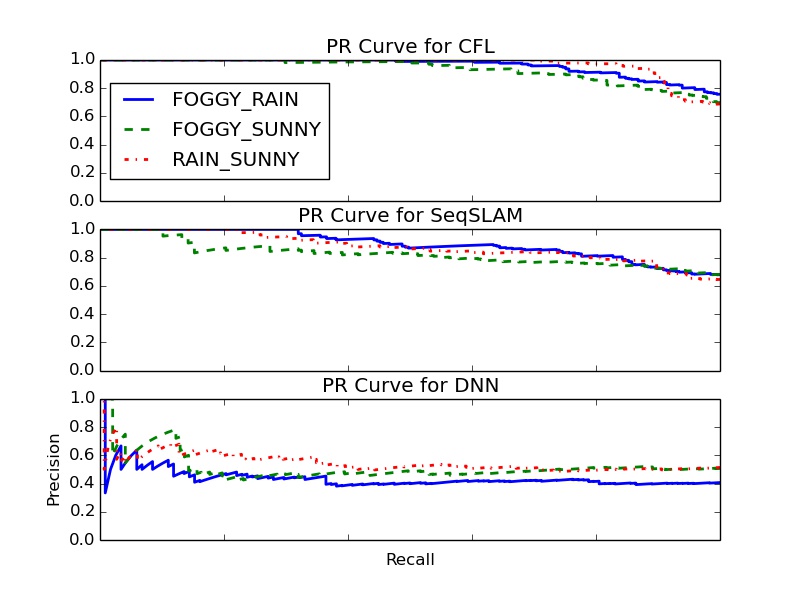 PR Curve for CFL
1.0
0.8
0.6
0.4
0.2
0.0
FOGGY_RAIN
FOGGY_SUNNY
RAIN_SUNNY
PR Curve for SeqSLAM
1.0
0.8
0.6
0.4
0.2
0.0
PR Curve for DNN
1.0
0.8
0.6
0.4
0.2
0.0
Precision
Recall